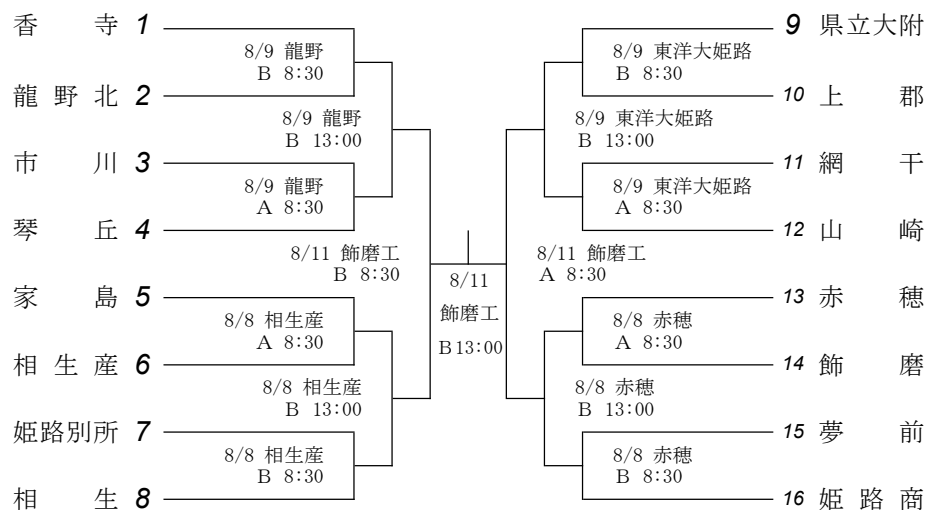 香寺 1
8/9 龍野
B 8:30
龍野北 2
8/9 龍野
B 13:00
市川 3
8/9 龍野
A 8:30
琴丘 4
8/11 飾磨工
B 8:30
家島 5
8/8 相生産
A 8:30
相生産 6
8/8 相生産
B 13:00
姫路別所 7
8/8 相生産
B 8:30
相生 8
8/11
飾磨工
B13:00
9 県立大附
8/9 東洋大姫路
B 8:30
10 上郡
8/9 東洋大姫路
B 13:00
11 網干
8/9 東洋大姫路
A 8:30
12 山崎
8/11 飾磨工
A 8:30
13 赤穂
8/8 赤穂
A 8:30
14 飾磨
8/8 赤穂
B 13:00
15 夢前
8/8 赤穂
B 8:30
16 姫路商